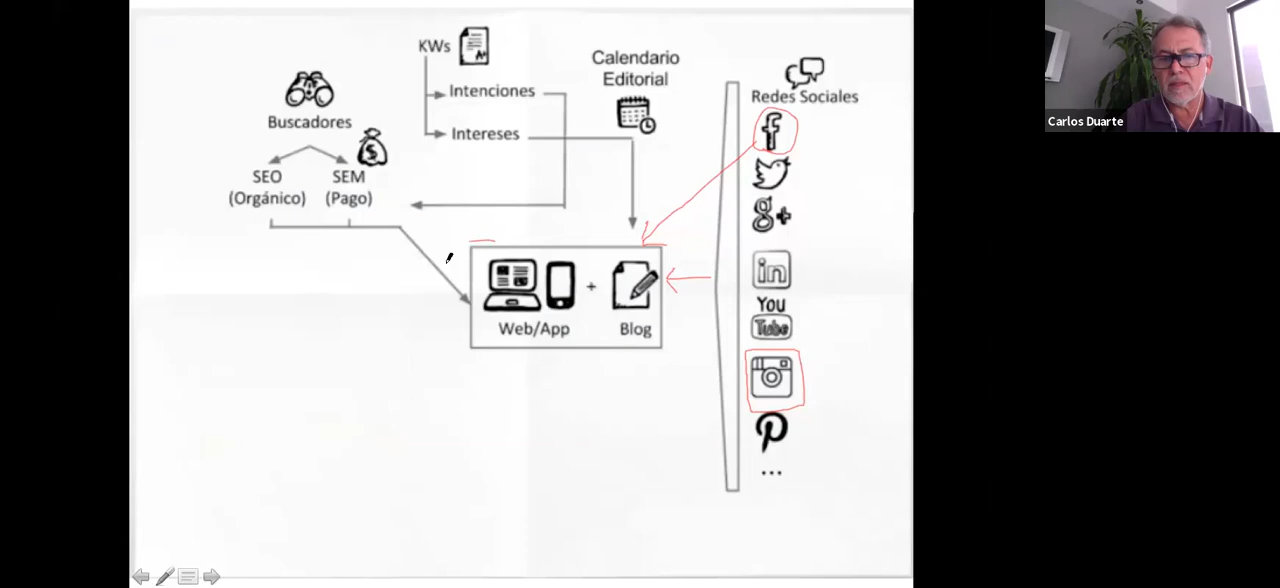 KWs
A+
Intenciones
Intereses
Calendario
Editorial
Buscadores
$
SEO
(Orgánico)
SEM
(Pago)
Web/App
+
Blog
Redes Sociales
f
g+
in
You
Tube
...
Carlos Duarte